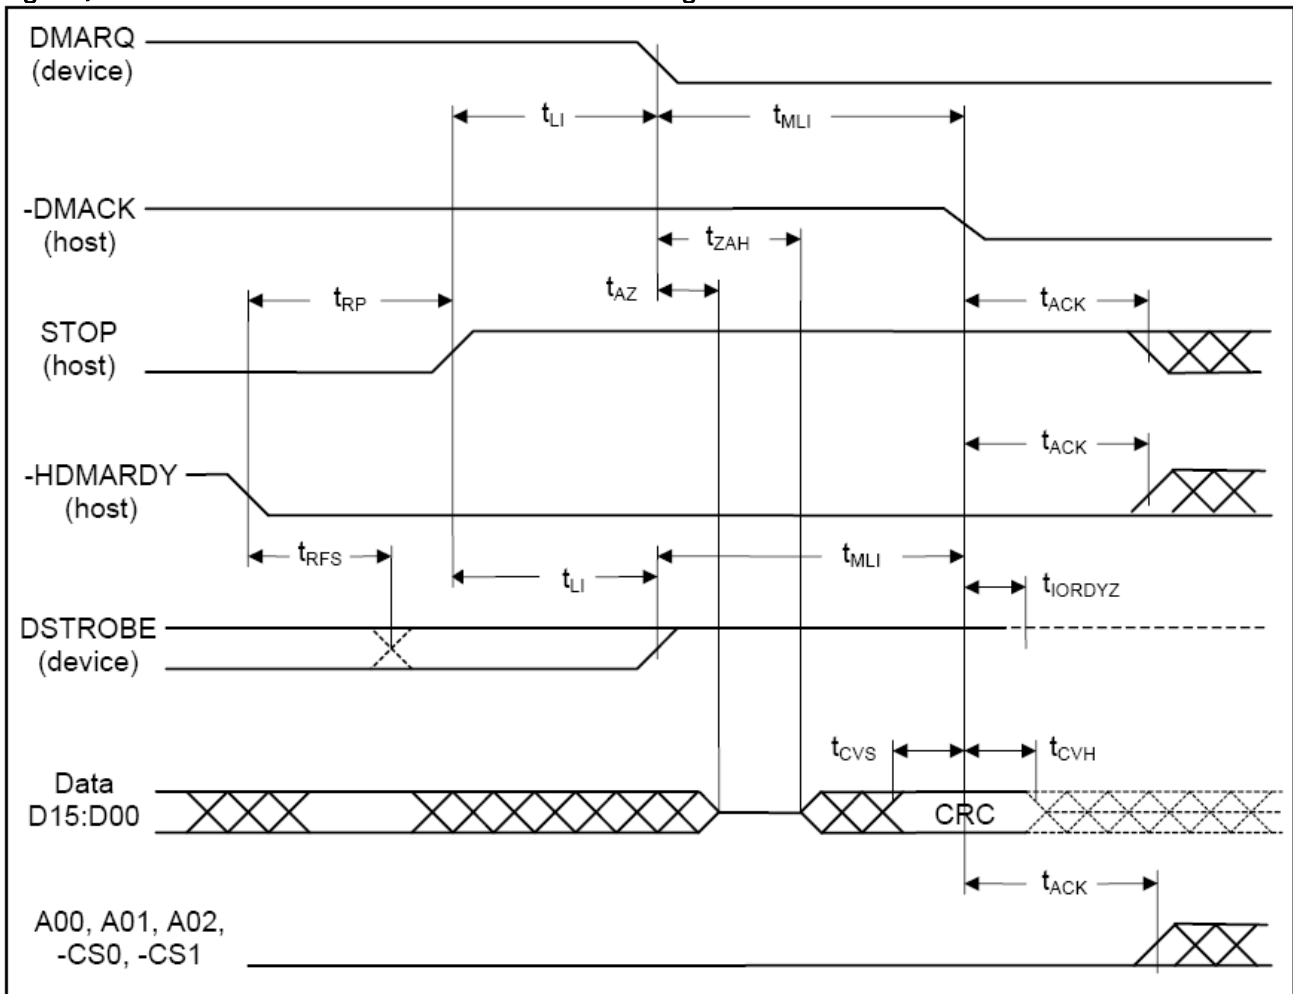 DMARQ
(device)
tLI
tMLI
-DMACK
(host)
tZAH
tAZ
tRP
tACK
STOP
(host)
tACK
-HDMARDY
(host)
tRFS
tMLI
tLI
tIORDYZ
DSTROBE
(device)
tCVS
tCVH
Data
D15:D00
CRC
tACK
A00, A01, A02,
-CS0, -CS1